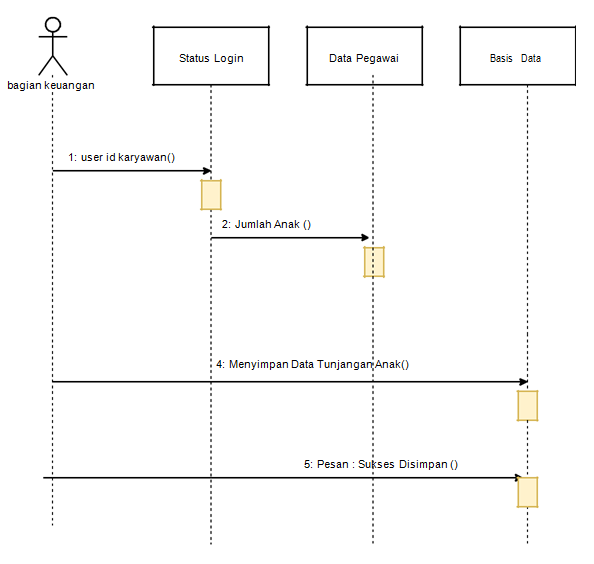 Status Login
Data Pegawai
Basis Data
bagian keuangan
1: user id karyawan()
2: Jumlah Anak ()
4: Menyimpan Data Tunjangan Anak()
5: Pesan : Sukses Disimpan ()